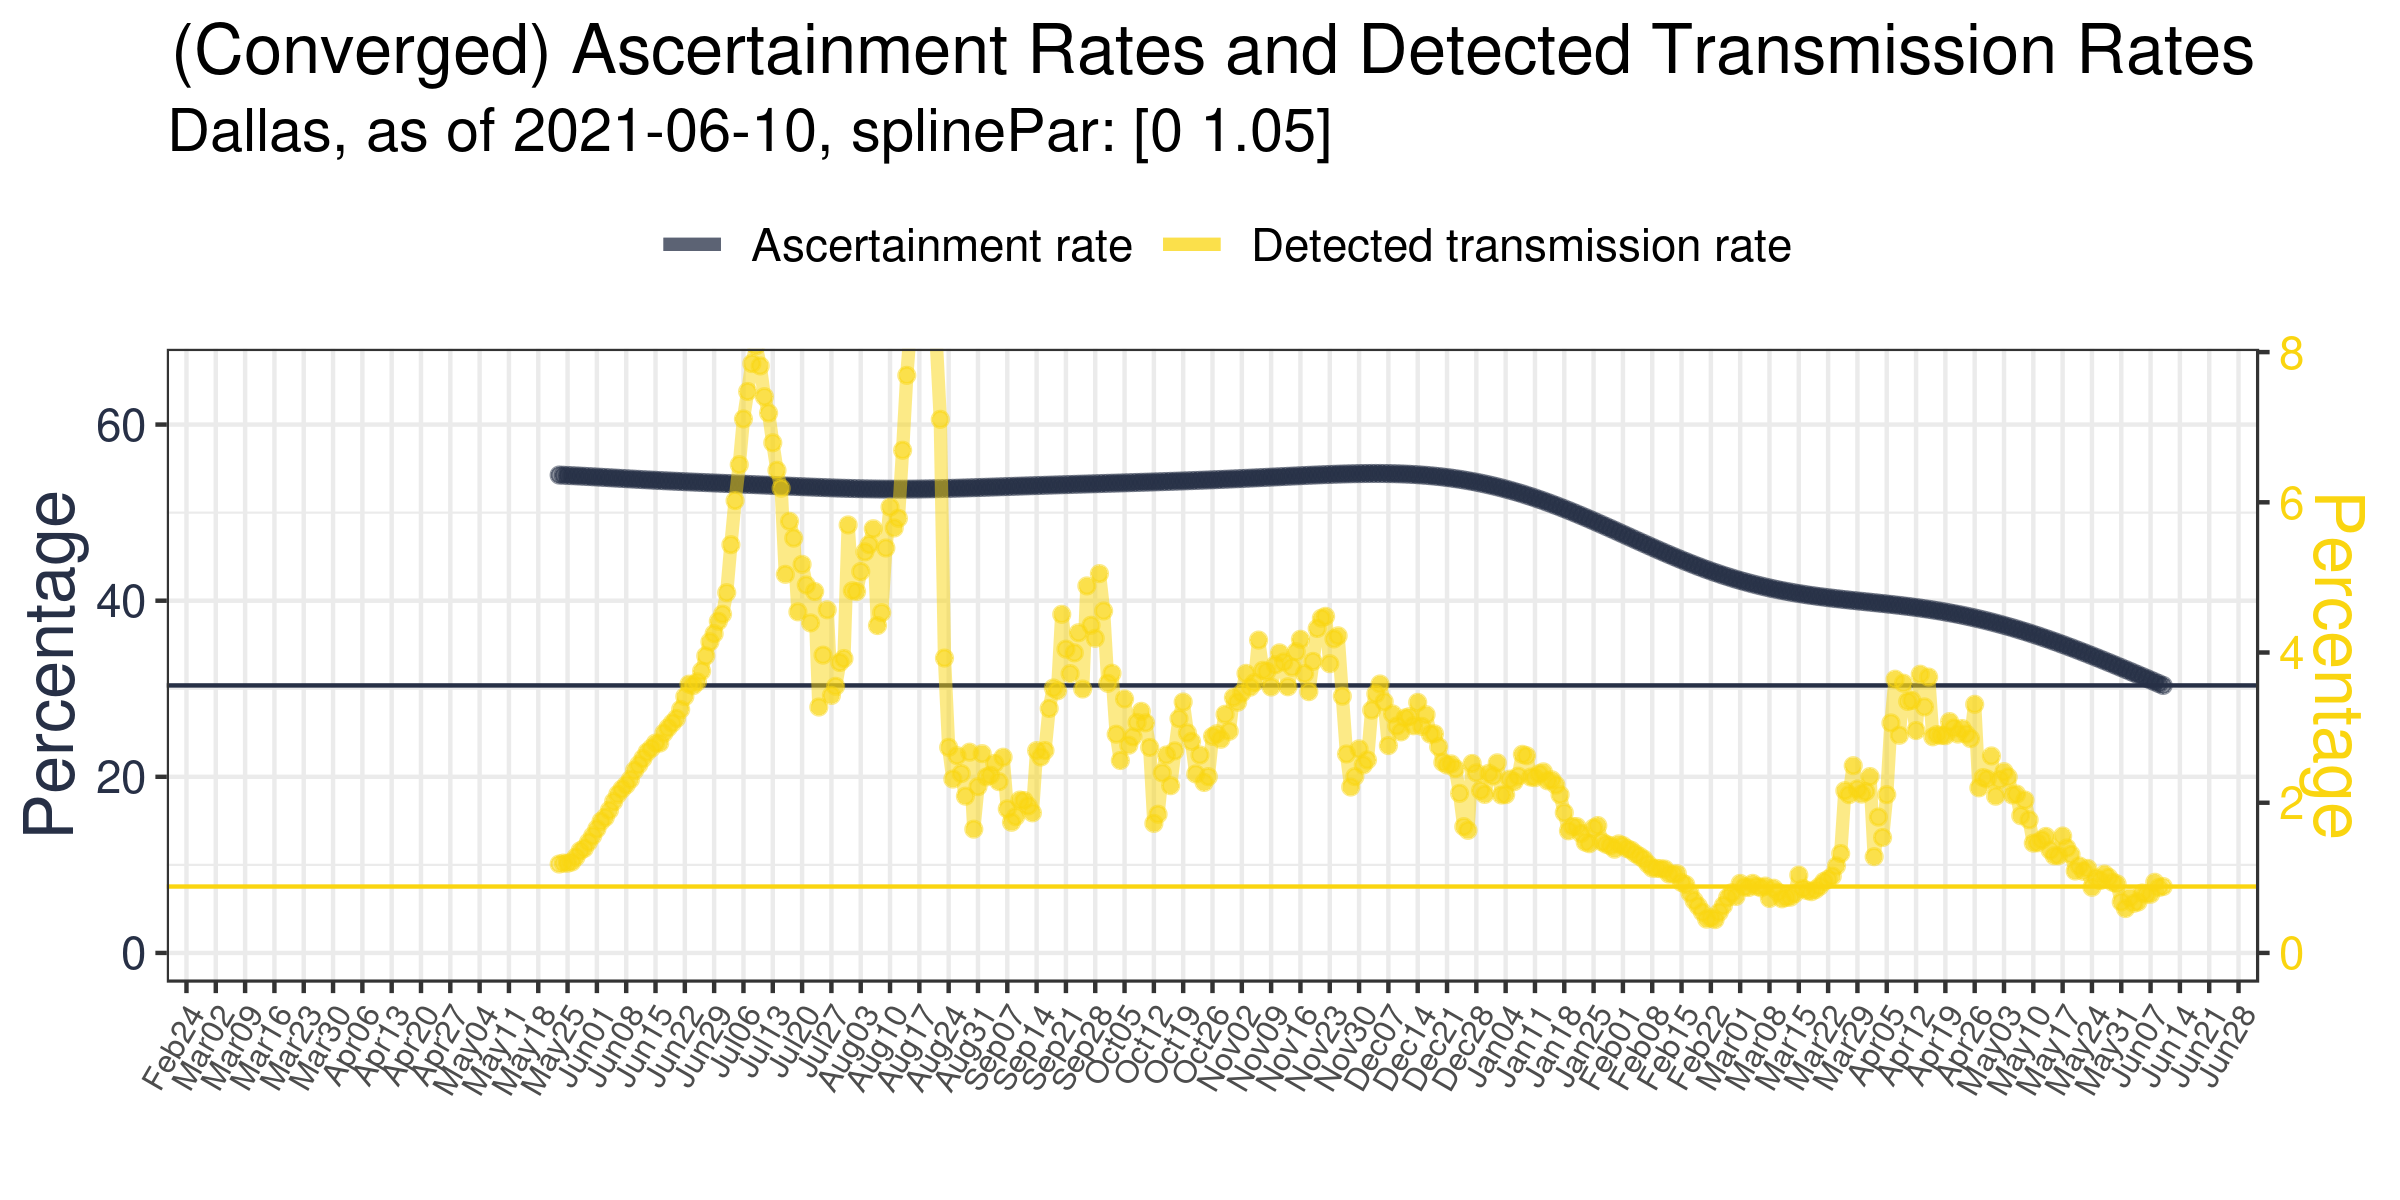 (Converged) Ascertainment Rates and Detected Transmission Rates
Dallas, as of 2021-06-10, splinePar: [0 1.05]
Ascertainment rate
Detected transmission rate
Percentage
60
40
20
0
8
6
4
2
0
Percentage
Feb24
Mar02
Mar09
Mar16
Mar23
Mar30
Apr06
Apr13
Apr20
Apr27
May04
May11
May18
May25
Jun01
Jun08
Jun15
Jun22
Jun29
Jul06
Jul13
Jul20
Jul27
Aug03
Aug10
Aug17
Aug24
Aug31
Sep07
Sep14
Sep21
Sep28
Oct05
Oct12
Oct19
Oct26
Nov02
Nov09
Nov16
Nov23
Nov30
Dec07
Dec14
Dec21
Dec28
Jan04
Jan11
Jan18
Jan25
Feb01
Feb08
Feb15
Feb22
Mar01
Mar08
Mar15
Mar22
Mar29
Apr05
Apr12
Apr19
Apr26
May03
May10
May17
May24
May31
Jun07
Jun14
Jun21
Jun28